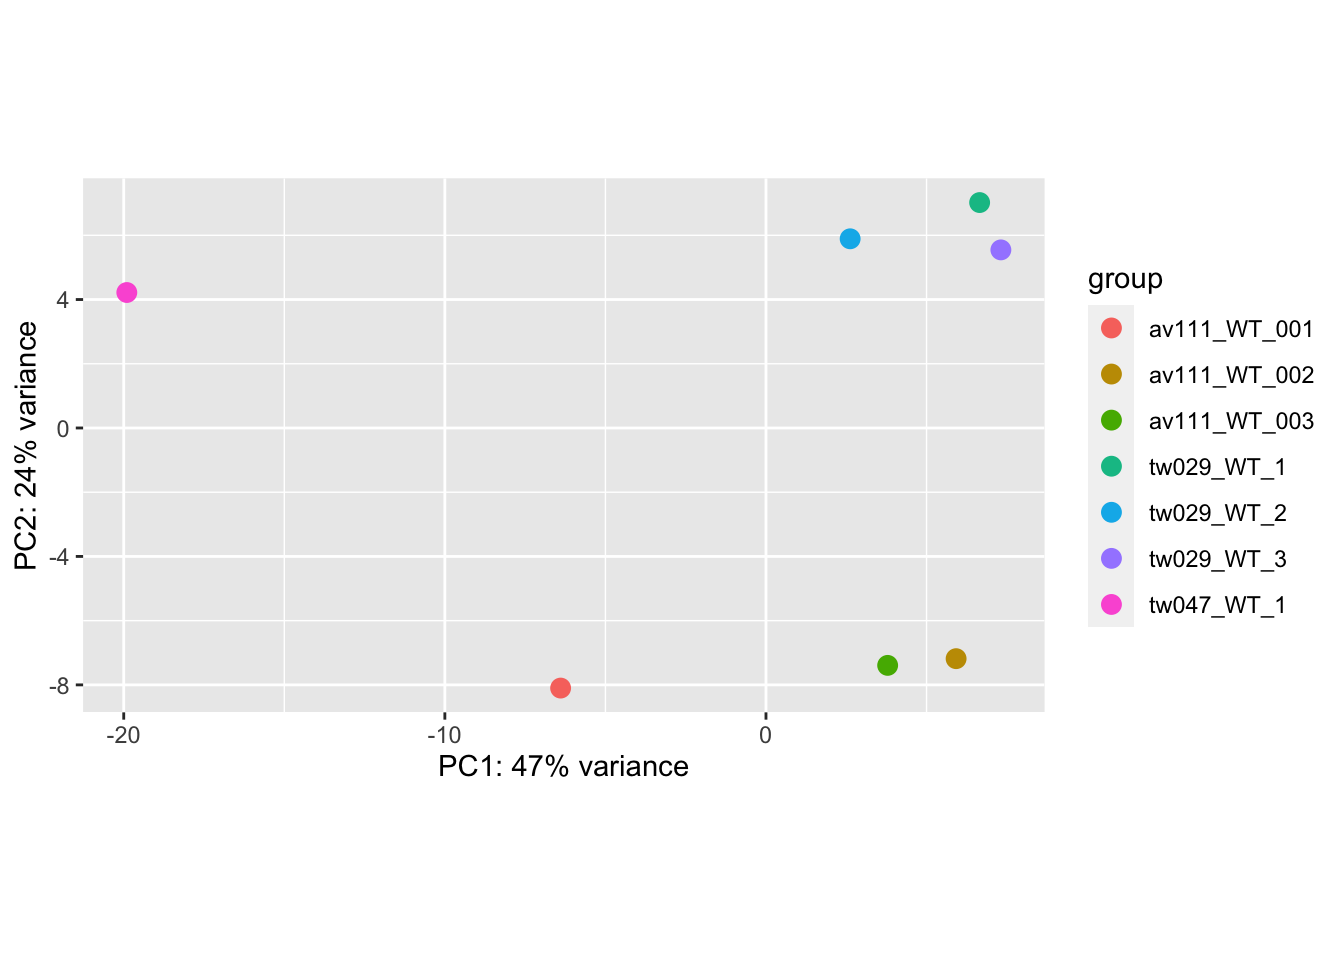 4
0
-4
-8
PC2: 24% variance
-20
-10
0
PC1: 47% variance
group
av111_WT_001
av111_WT_002
av111_WT_003
tw029_WT_1
tw029_WT_2
tw029_WT_3
tw047_WT_1